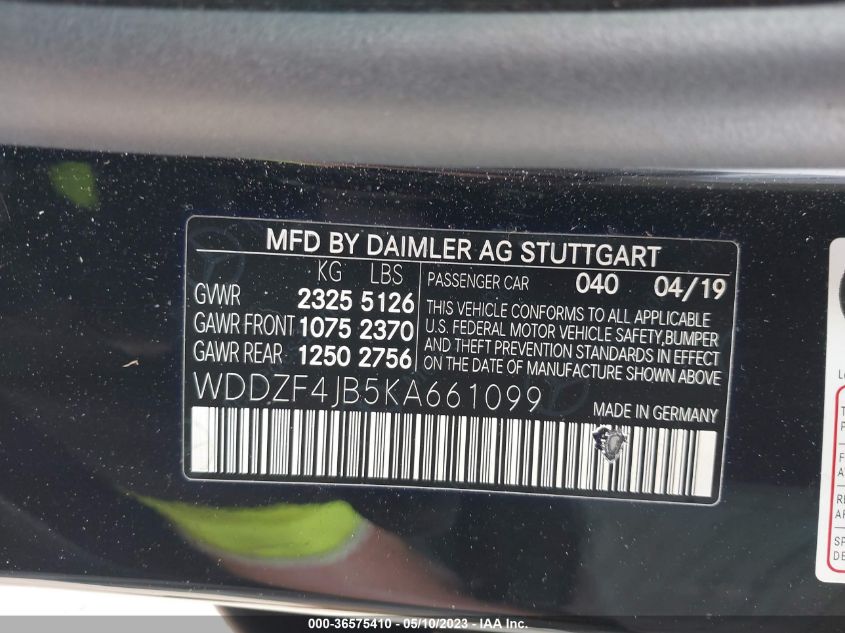 MFD BY DAIMLER AG STUTTGART
KG LBS
GVWR 2325 5126
GAWR FRONT 1075 2370
GAWR REAR 1250 2756
PASSENGER CAR 040 04/19
THIS VEHICLE CONFORMS TO ALL APPLICABLE
U.S. FEDERAL MOTOR VEHICLE SAFETY, BUMPER
AND THEFT PREVENTION STANDARDS IN EFFECT
ON THE DATE OF MANUFACTURE SHOWN ABOVE
WDDZF4JB5KA661099
MADE IN GERMANY
000-36575410 - 05/10/2023 - IAA Inc.